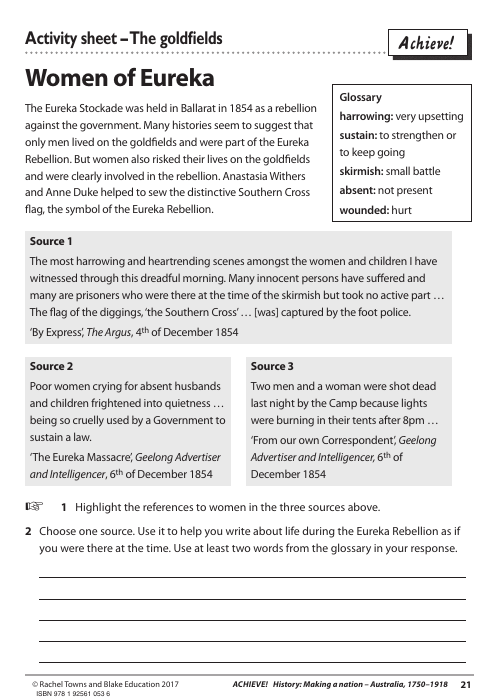 Activity sheet – The goldfields
Achieve!
Women of Eureka
The Eureka Stockade was held in Ballarat in 1854 as a rebellion
against the government. Many histories seem to suggest that
only men lived on the goldfields and were part of the Eureka
Rebellion. But women also risked their lives on the goldfields
and were clearly involved in the rebellion. Anastasia Withers
and Anne Duke helped to sew the distinctive Southern Cross
flag, the symbol of the Eureka Rebellion.
Glossary
harrowing: very upsetting
sustain: to strengthen or
to keep going
skirmish: small battle
absent: not present
wounded: hurt
Source 1
The most harrowing and heartrending scenes amongst the women and children I have
witnessed through this dreadful morning. Many innocent persons have suffered and
many are prisoners who were there at the time of the skirmish but took no active part …
The flag of the diggings, 'the Southern Cross' … [was] captured by the foot police.
'By Express', The Argus, 4th of December 1854
Source 2
Poor women crying for absent husbands
and children frightened into quietness …
being so cruelly used by a Government to
sustain a law.
'The Eureka Massacre', Geelong Advertiser
and Intelligencer, 6th of December 1854
Source 3
Two men and a woman were shot dead
last night by the Camp because lights
were burning in their tents after 8pm …
'From our own Correspondent', Geelong
Advertiser and Intelligencer, 6th of
December 1854
1 Highlight the references to women in the three sources above.
2 Choose one source. Use it to help you write about life during the Eureka Rebellion as if
you were there at the time. Use at least two words from the glossary in your response.
© Rachel Towns and Blake Education 2017
ISBN 978 1 92561 053 6
ACHIEVE! History: Making a nation – Australia, 1750–1918 21